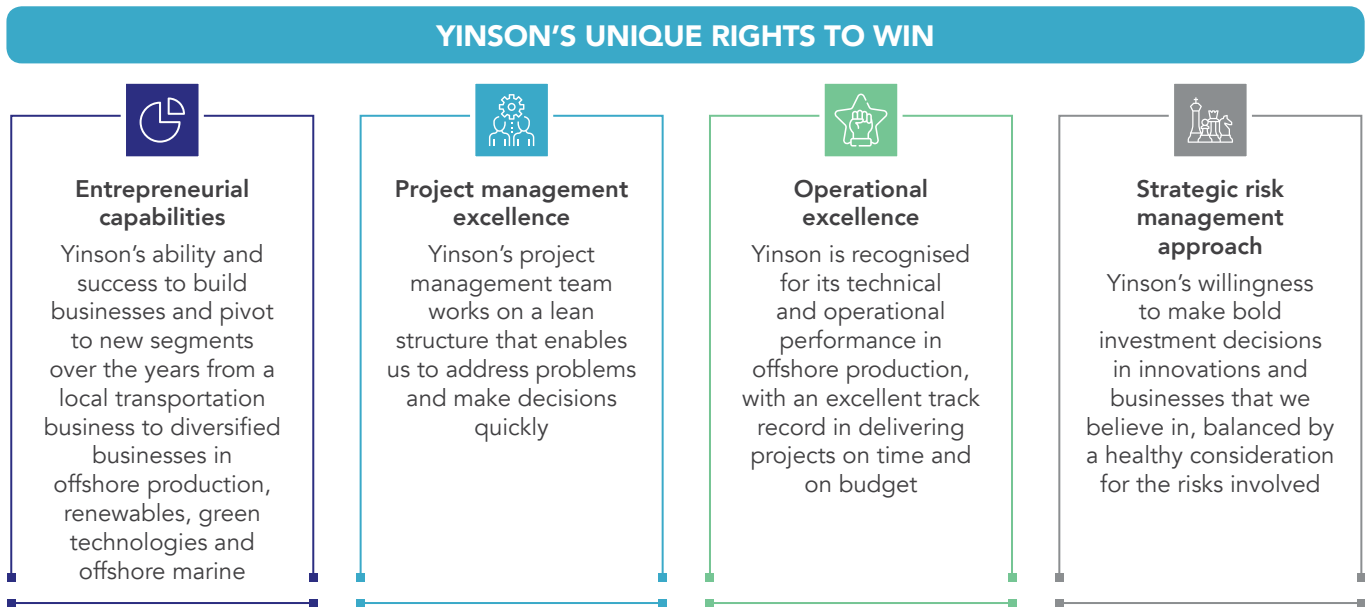 YINSON’S UNIQUE RIGHTS TO WIN
Entrepreneurial
capabilities
Yinson’s ability and
success to build
businesses and pivot
to new segments
over the years from a
local transportation
business to diversified
businesses in
offshore production,
renewables, green
technologies and
offshore marine
Project management
excellence
Yinson’s project
management team
works on a lean
structure that enables
us to address problems
and make decisions
quickly
Operational
excellence
Yinson is recognised
for its technical
and operational
performance in
offshore production,
with an excellent track
record in delivering
projects on time and
on budget
Strategic risk
management
approach
Yinson’s willingness
to make bold
investment decisions
in innovations and
businesses that we
believe in, balanced by
a healthy consideration
for the risks involved